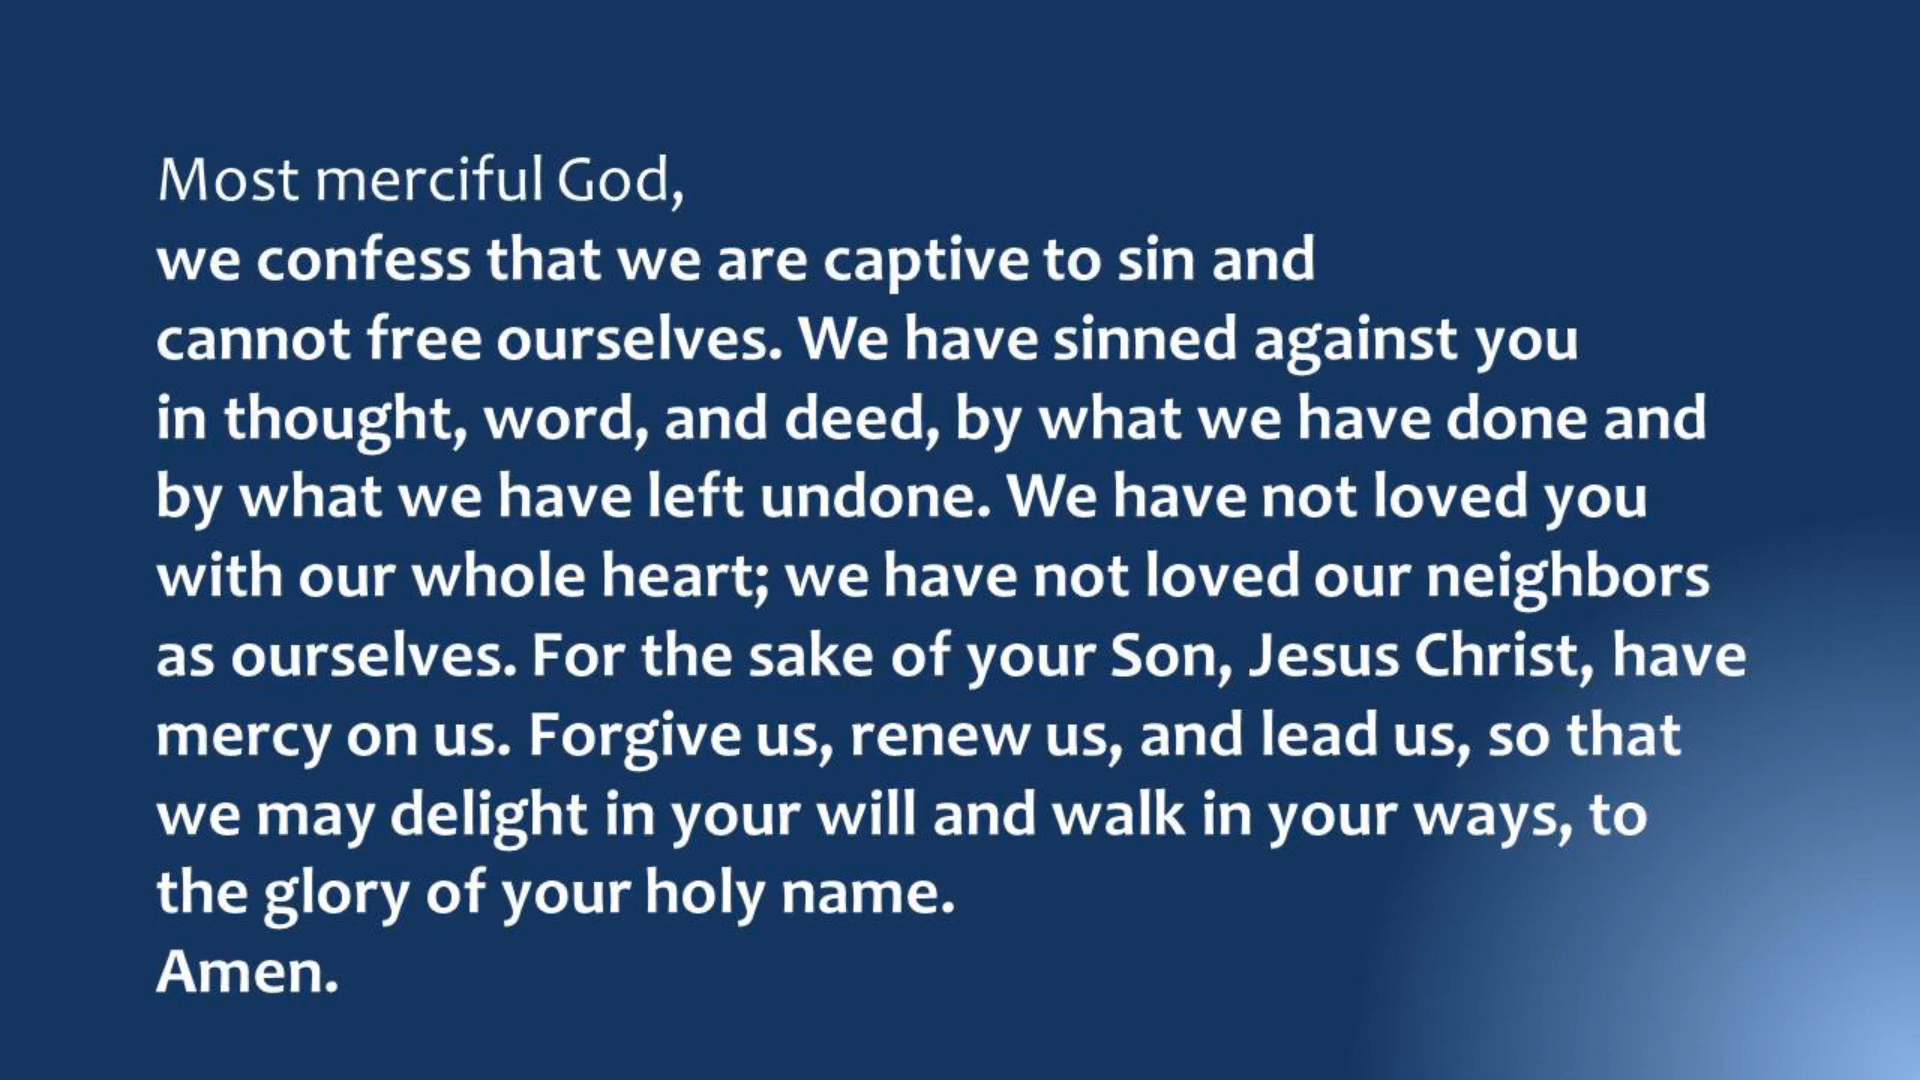 Most merciful God,
we confess that we are captive to sin and
cannot free ourselves. We have sinned against you
in thought, word, and deed, by what we have done and
by what we have left undone. We have not loved you
with our whole heart; we have not loved our neighbors
as ourselves. For the sake of your Son, Jesus Christ, have
mercy on us. Forgive us, renew us, and lead us, so that
we may delight in your will and walk in your ways, to
the glory of your holy name.
Amen.